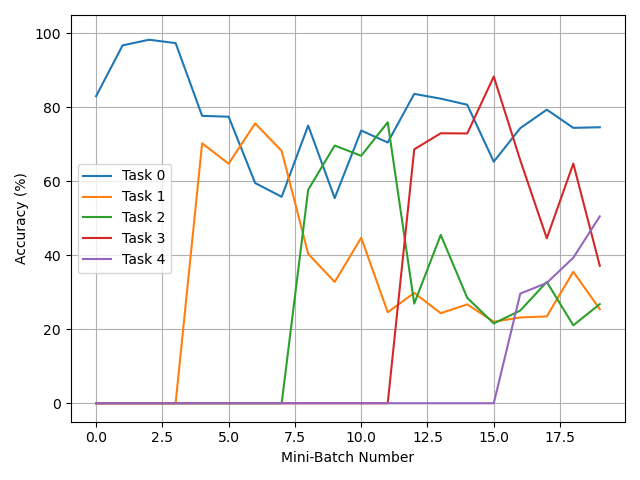 100
80
60
40
20
0
Accuracy (%)
Task 0
Task 1
Task 2
Task 3
Task 4
0.0 2.5 5.0 7.5 10.0 12.5 15.0 17.5
Mini-Batch Number